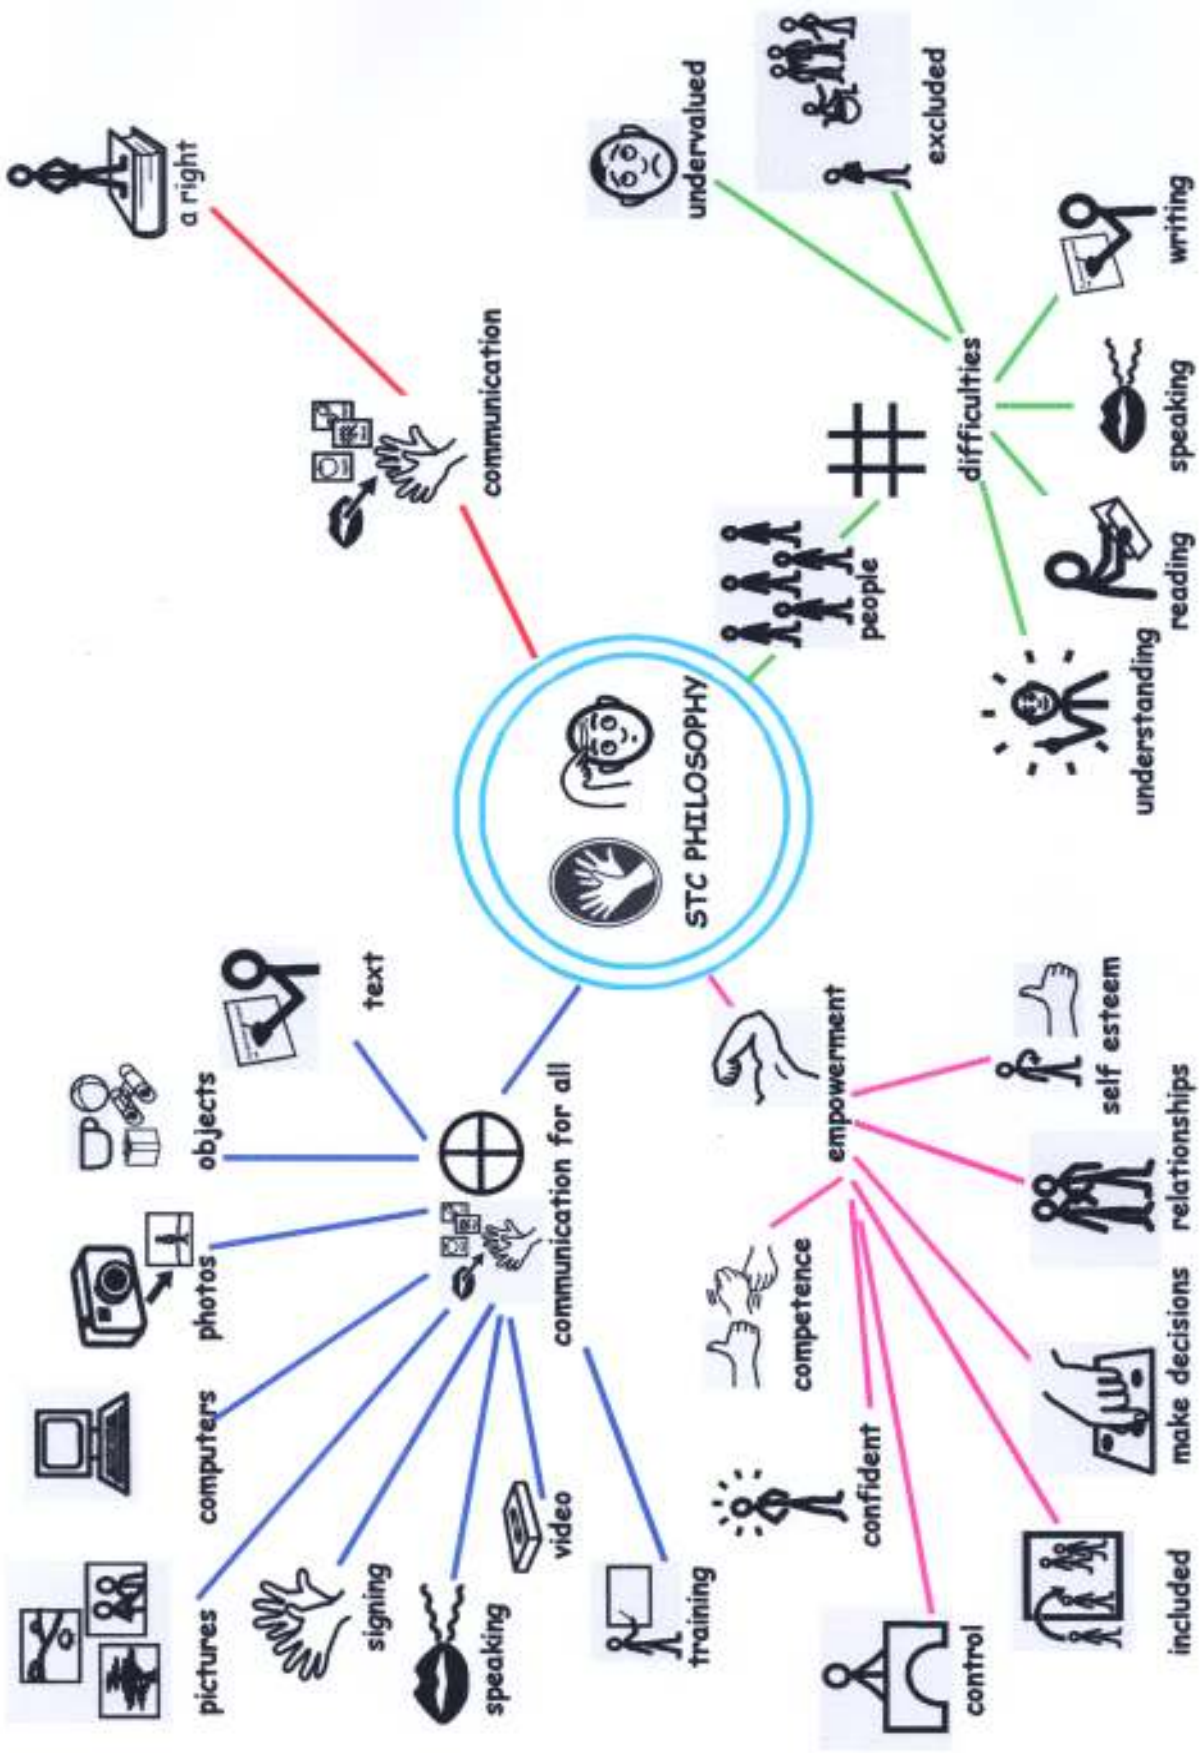 pictures
computers
photos
objects
a right
text
signing
speaking
communication
video
communication for all
training
STC PHILOSOPHY
undervalued
competence
empowerment
confident
people
excluded
control
difficulties
self esteem
understanding
included
make decisions
relationships
reading
speaking
writing